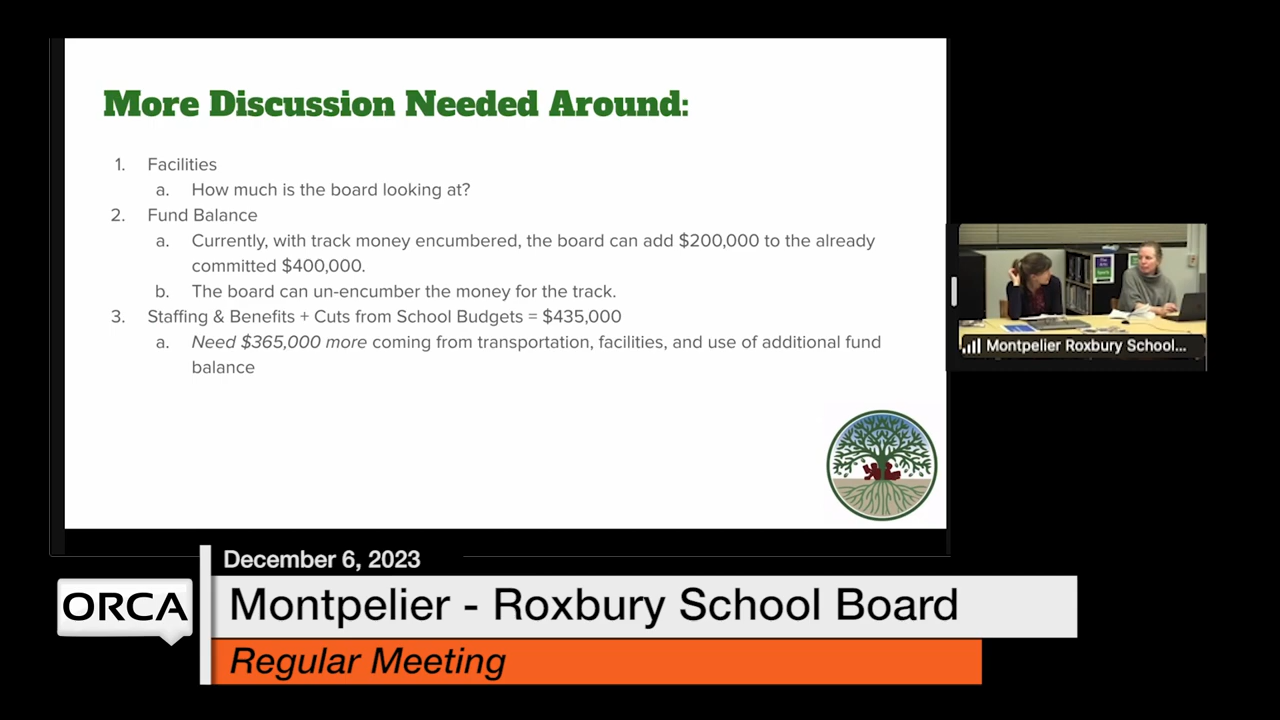 More Discussion Needed Around:
1. Facilities
a. How much is the board looking at?
2. Fund Balance
a. Currently, with track money encumbered, the board can add $200,000 to the already
committed $400,000.
b. The board can un-encumber the money for the track.
3. Staffing & Benefits + Cuts from School Budgets = $435,000
a. Need $365,000 more coming from transportation, facilities, and use of additional fund
balance
Montpelier Roxbury School...
December 6, 2023
ORCA
Montpelier - Roxbury School Board
Regular Meeting